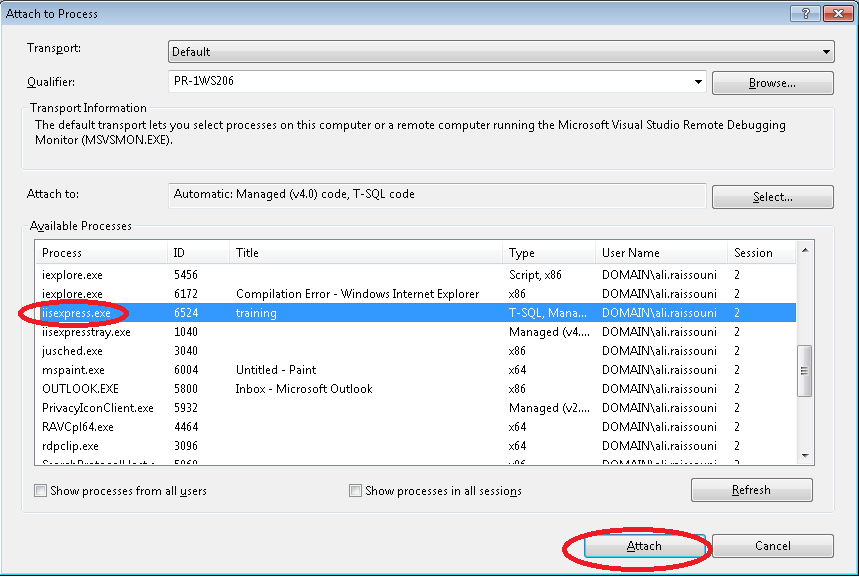 Attach to Process
Transport: Default
Qualifier: PR-1WS206 Browse...
Transport Information
The default transport lets you select processes on this computer or a remote computer running the Microsoft Visual Studio Remote Debugging
Monitor (MSVSMON.EXE).
Attach to: Automatic: Managed (v4.0) code, T-SQL code Select...
Available Processes
Process ID Title Type User Name Session
iexplore.exe 5456 Script, x86 DOMAIN\ali.raissouni 2
iexplore.exe 6172 Compilation Error - Windows Internet Explorer x86 DOMAIN\ali.raissouni 2
iisexpress.exe 6524 training T-SQL, Mana... DOMAIN\ali.raissouni 2
iisexpresstray.exe 1040 Managed (v4.... DOMAIN\ali.raissouni 2
jusched.exe 3040 x86 DOMAIN\ali.raissouni 2
mspaint.exe 6004 Untitled - Paint x64 DOMAIN\ali.raissouni 2
OUTLOOK.EXE 5800 Inbox - Microsoft Outlook x86 DOMAIN\ali.raissouni 2
PrivacyIconClient.exe 5932 Managed (v2.... DOMAIN\ali.raissouni 2
RAVCpl64.exe 4464 x64 DOMAIN\ali.raissouni 2
rdpclip.exe 3096 x64 DOMAIN\ali.raissouni 2
DOMAIN\ali.raissouni 2
Show processes from all users Show processes in all sessions Refresh
Attach Cancel